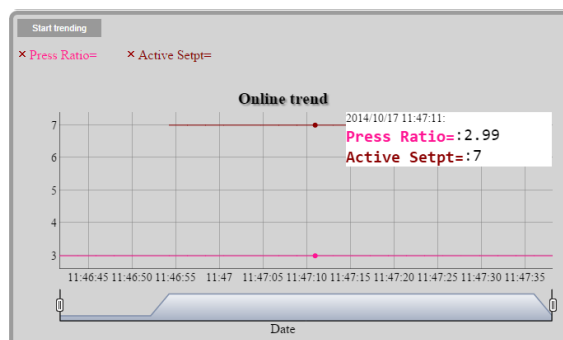 Start trending
× Press Ratio= × Active Setpt=
Online trend
2014/10/17 11:47:11:
Press Ratio=:2.99
Active Setpt=:7
7
6
5
4
3
11:46:45 11:46:50 11:46:55 11:47 11:47:05 11:47:10 11:47:15 11:47:20 11:47:25 11:47:30 11:47:35
Date